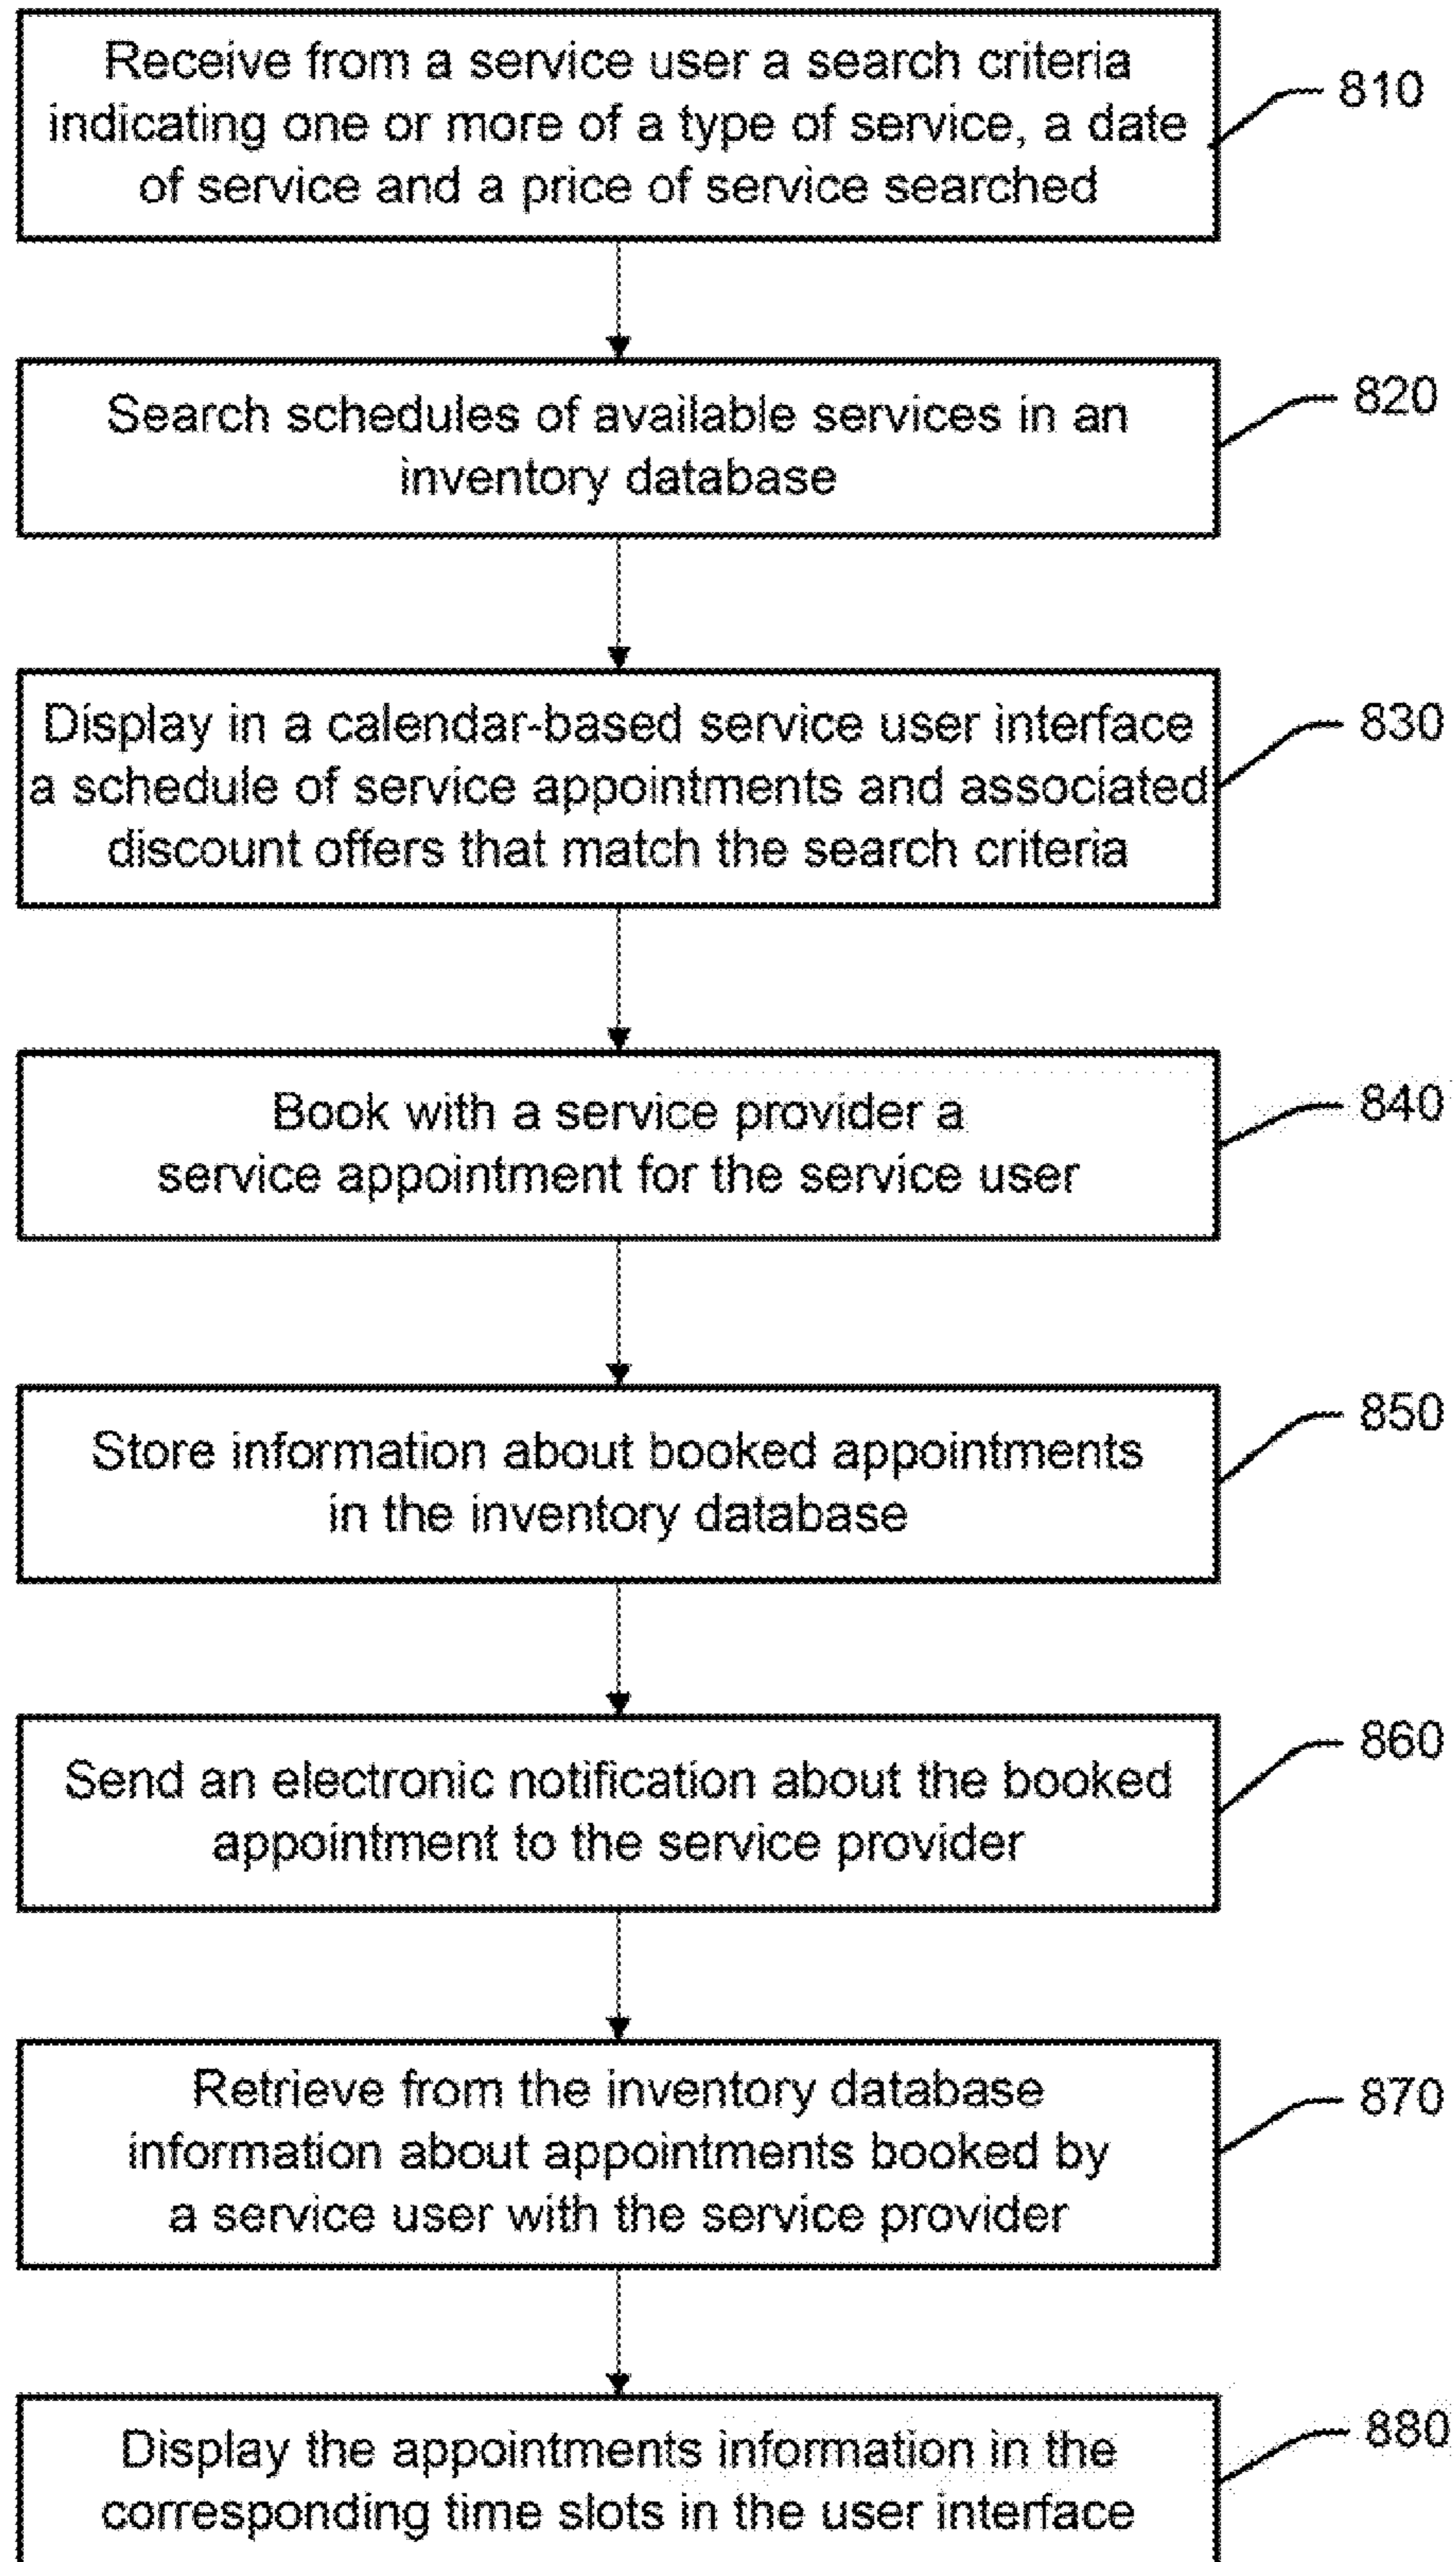 Receive from a service user a search criteria
indicating one or more of a type of service, a date
of service and a price of service searched
810
Search schedules of available services in an
inventory database
820
Display in a calendar-based service user interface
a schedule of service appointments and associated
discount offers that match the search criteria
830
Book with a service provider a
service appointment for the service user
840
Store information about booked appointments
in the inventory database
850
Send an electronic notification about the booked
appointment to the service provider
860
Retrieve from the inventory database
information about appointments booked by
a service user with the service provider
870
Display the appointments information in the
corresponding time slots in the user interface
880